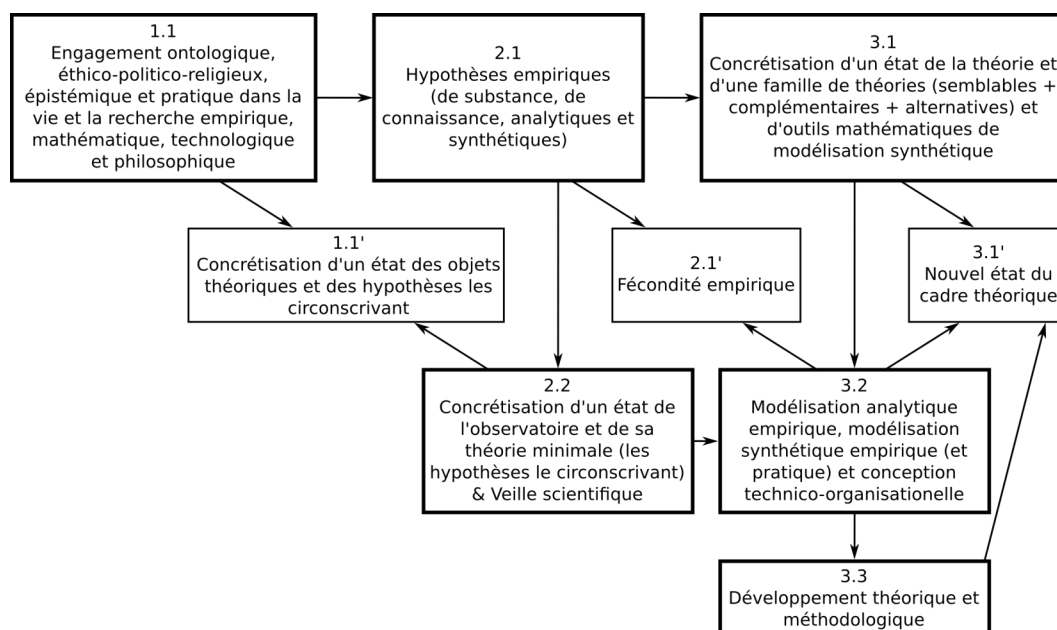 1.1
Engagement ontologique,
éthico-politico-religieux,
épistémique et pratique dans la
vie et la recherche empirique,
mathématique, technologique
et philosophique
2.1
Hypothèses empiriques
(de substance, de
connaissance, analytiques et
synthétiques)
3.1
Concrétisation d'un état de la théorie et
d'une famille de théories (semblables +
complémentaires + alternatives) et
d'outils mathématiques de
modélisation synthétique
1.1'
Concrétisation d'un état des objets
théoriques et des hypothèses les
circonscrivant
2.1'
Fécondité empirique
3.1'
Nouvel état du
cadre théorique
2.2
Concrétisation d'un état de
l'observatoire et de sa
théorie minimale (les
hypothèses le circonscrivant)
& Veille scientifique
3.2
Modélisation analytique
empirique, modélisation
synthétique empirique (et
pratique) et conception
technico-organisationelle
3.3
Développement théorique et
méthodologique